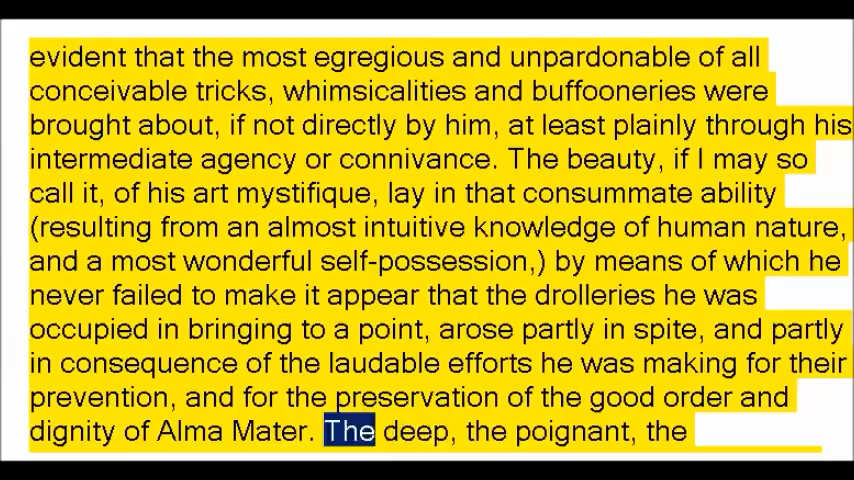 evident that the most egregious and unpardonable of all
conceivable tricks, whimsicalities and buffooneries were
brought about, if not directly by him, at least plainly through his
intermediate agency or connivance. The beauty, if I may so
call it, of his art mystifique, lay in that consummate ability
(resulting from an almost intuitive knowledge of human nature,
and a most wonderful self-possession,) by means of which he
never failed to make it appear that the drolleries he was
occupied in bringing to a point, arose partly in spite, and partly
in consequence of the laudable efforts he was making for their
prevention, and for the preservation of the good order and
dignity of Alma Mater. The deep, the poignant, the